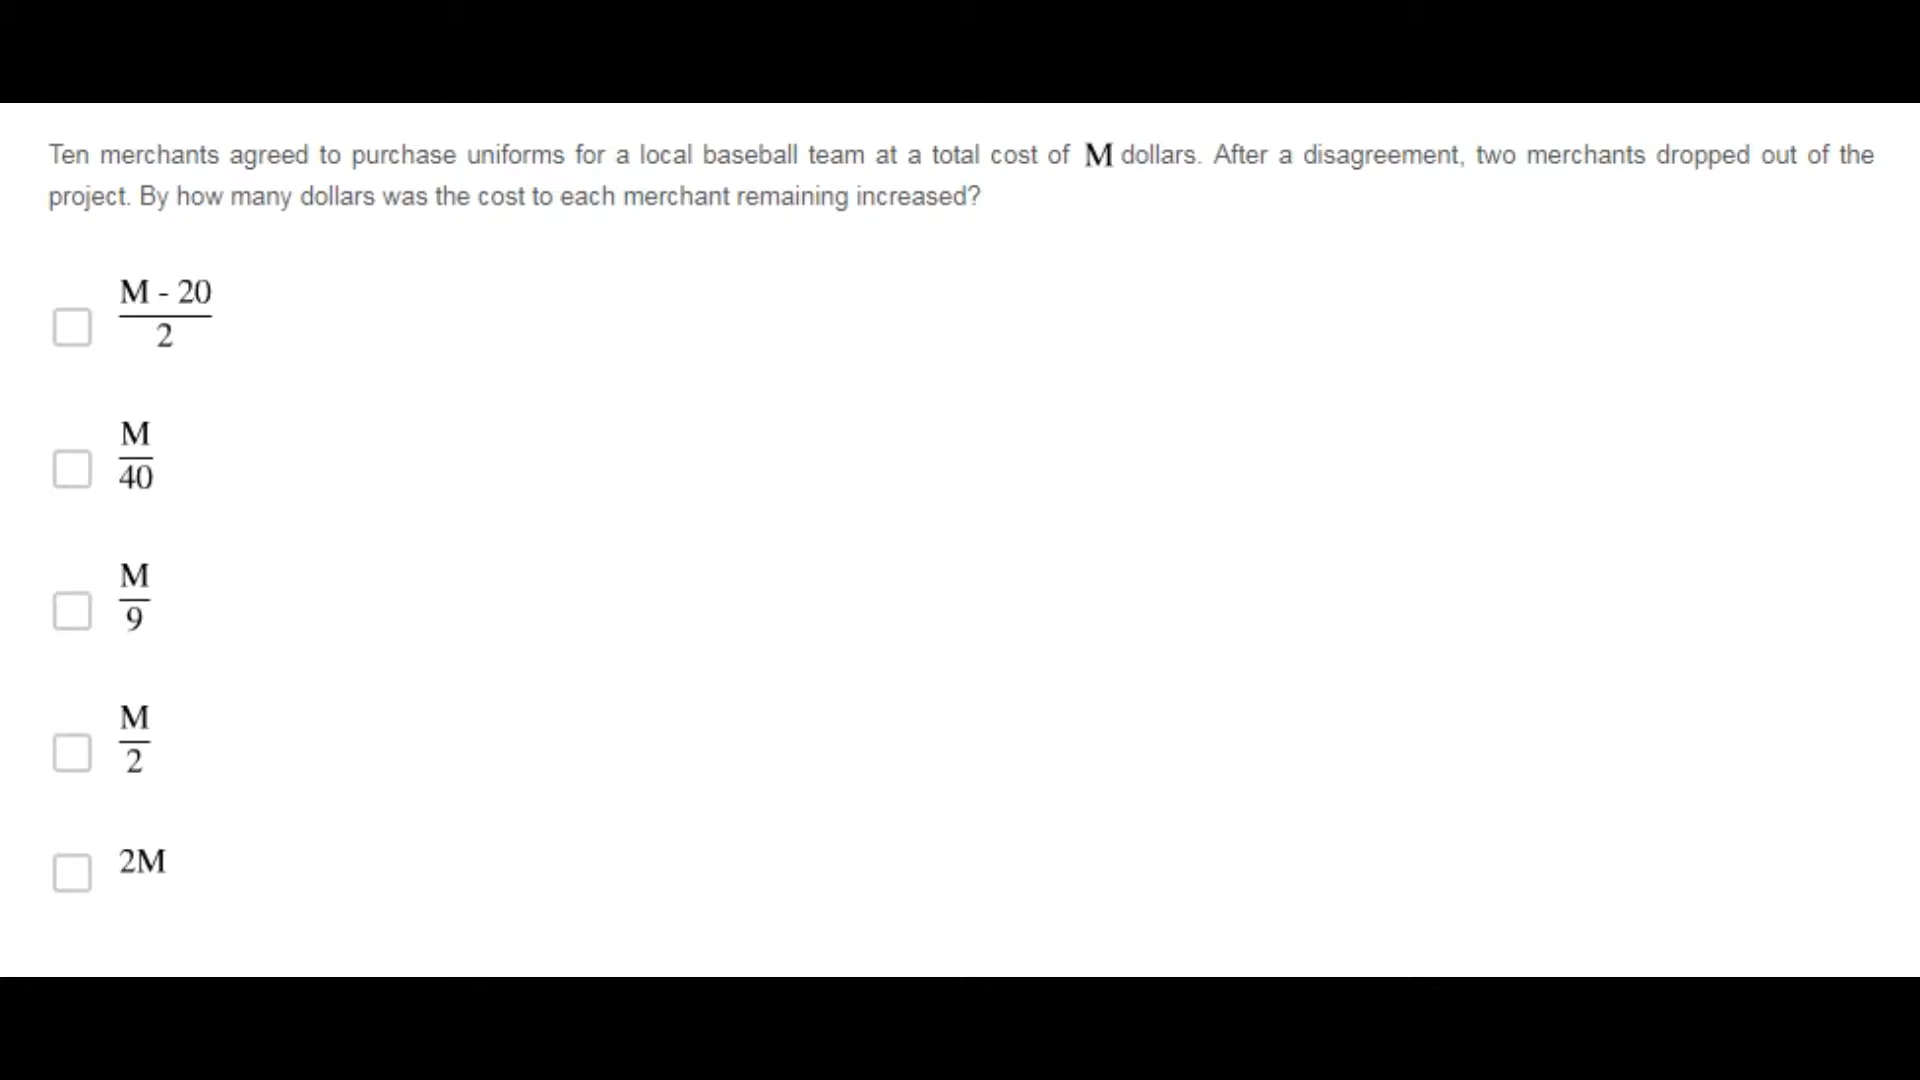 Ten merchants agreed to purchase uniforms for a local baseball team at a total cost of M dollars. After a disagreement, two merchants dropped out of the
project. By how many dollars was the cost to each merchant remaining increased?
M - 20
2
M
40
M
9
M
2
2M